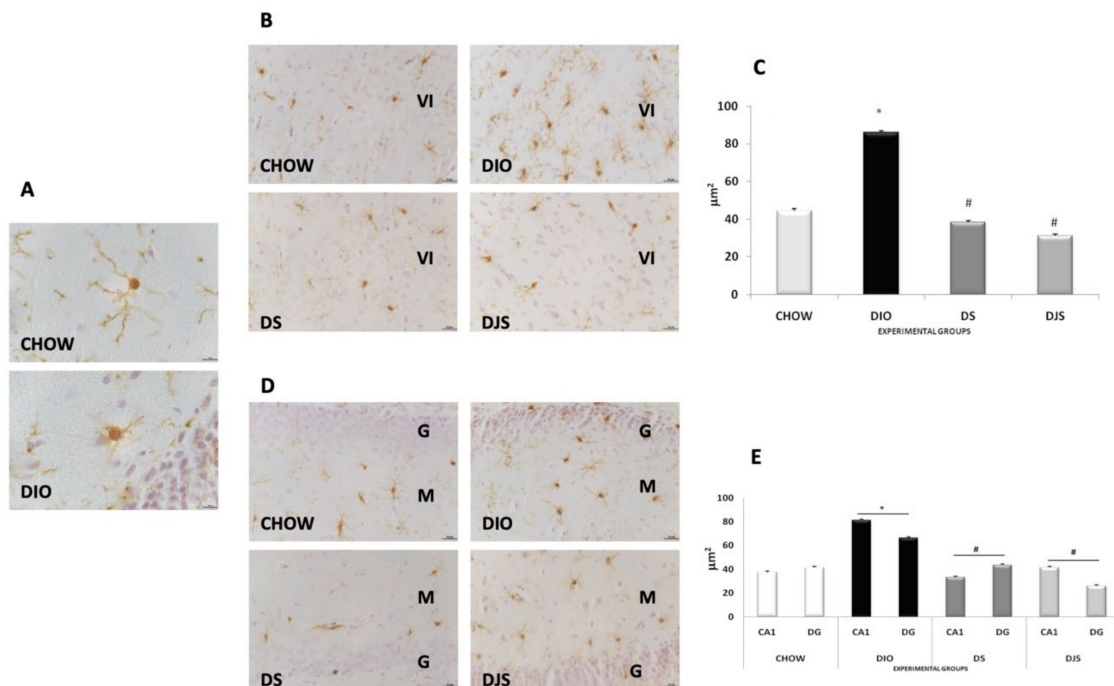 A
CHOW
DIO
B
VI
CHOW
VI
DIO
VI
DS
VI
DJS
C
100
80
60
40
20
0
μm²
*
#
#
CHOW DIO DS DJS
EXPERIMENTAL GROUPS
D
G
M
CHOW
G
M
DIO
M
G
DS
M
G
DJS
E
100
80
60
40
20
0
μm²
*
#
#
CA1 DG CA1 DG CA1 DG CA1 DG
CHOW DIO DS DJS
EXPERIMENTAL GROUPS